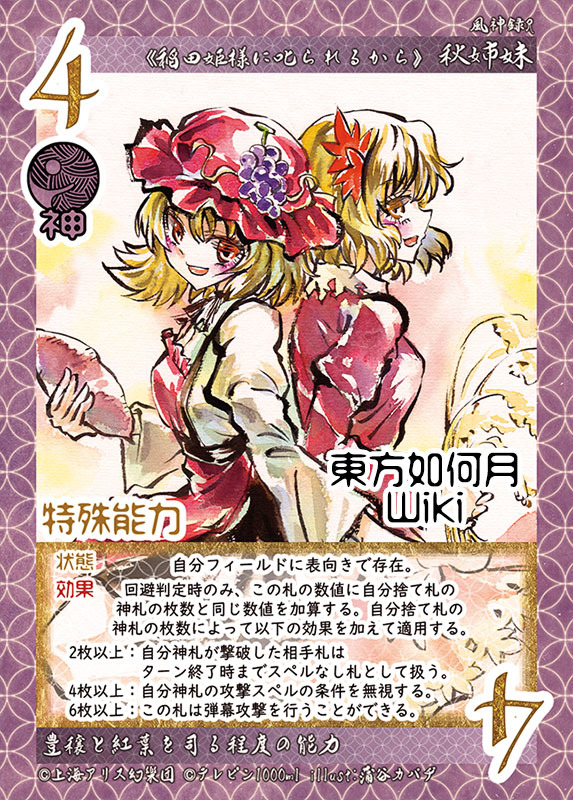 風神録
《稲田姫様に叱られるから》 秋姉妹
4
神
東方如何月
Wiki
特殊能力
状態 自分フィールドに表向きで存在。
効果 回避判定時のみ、この札の数値に自分捨て札の
神札の枚数と同じ数値を加算する。自分捨て札の
神札の枚数によって以下の効果を加えて適用する。
2枚以上：自分神札が撃破した相手札は
ターン終了時までスペルなし札として扱う。
4枚以上：自分神札の攻撃スペルの条件を無視する。
6枚以上：この札は弾幕攻撃を行うことができる。
4
豊穣と紅葉を司る程度の能力
©上海アリス幻樂団 ©テレピン1000ml illust:蒲谷カバヂ